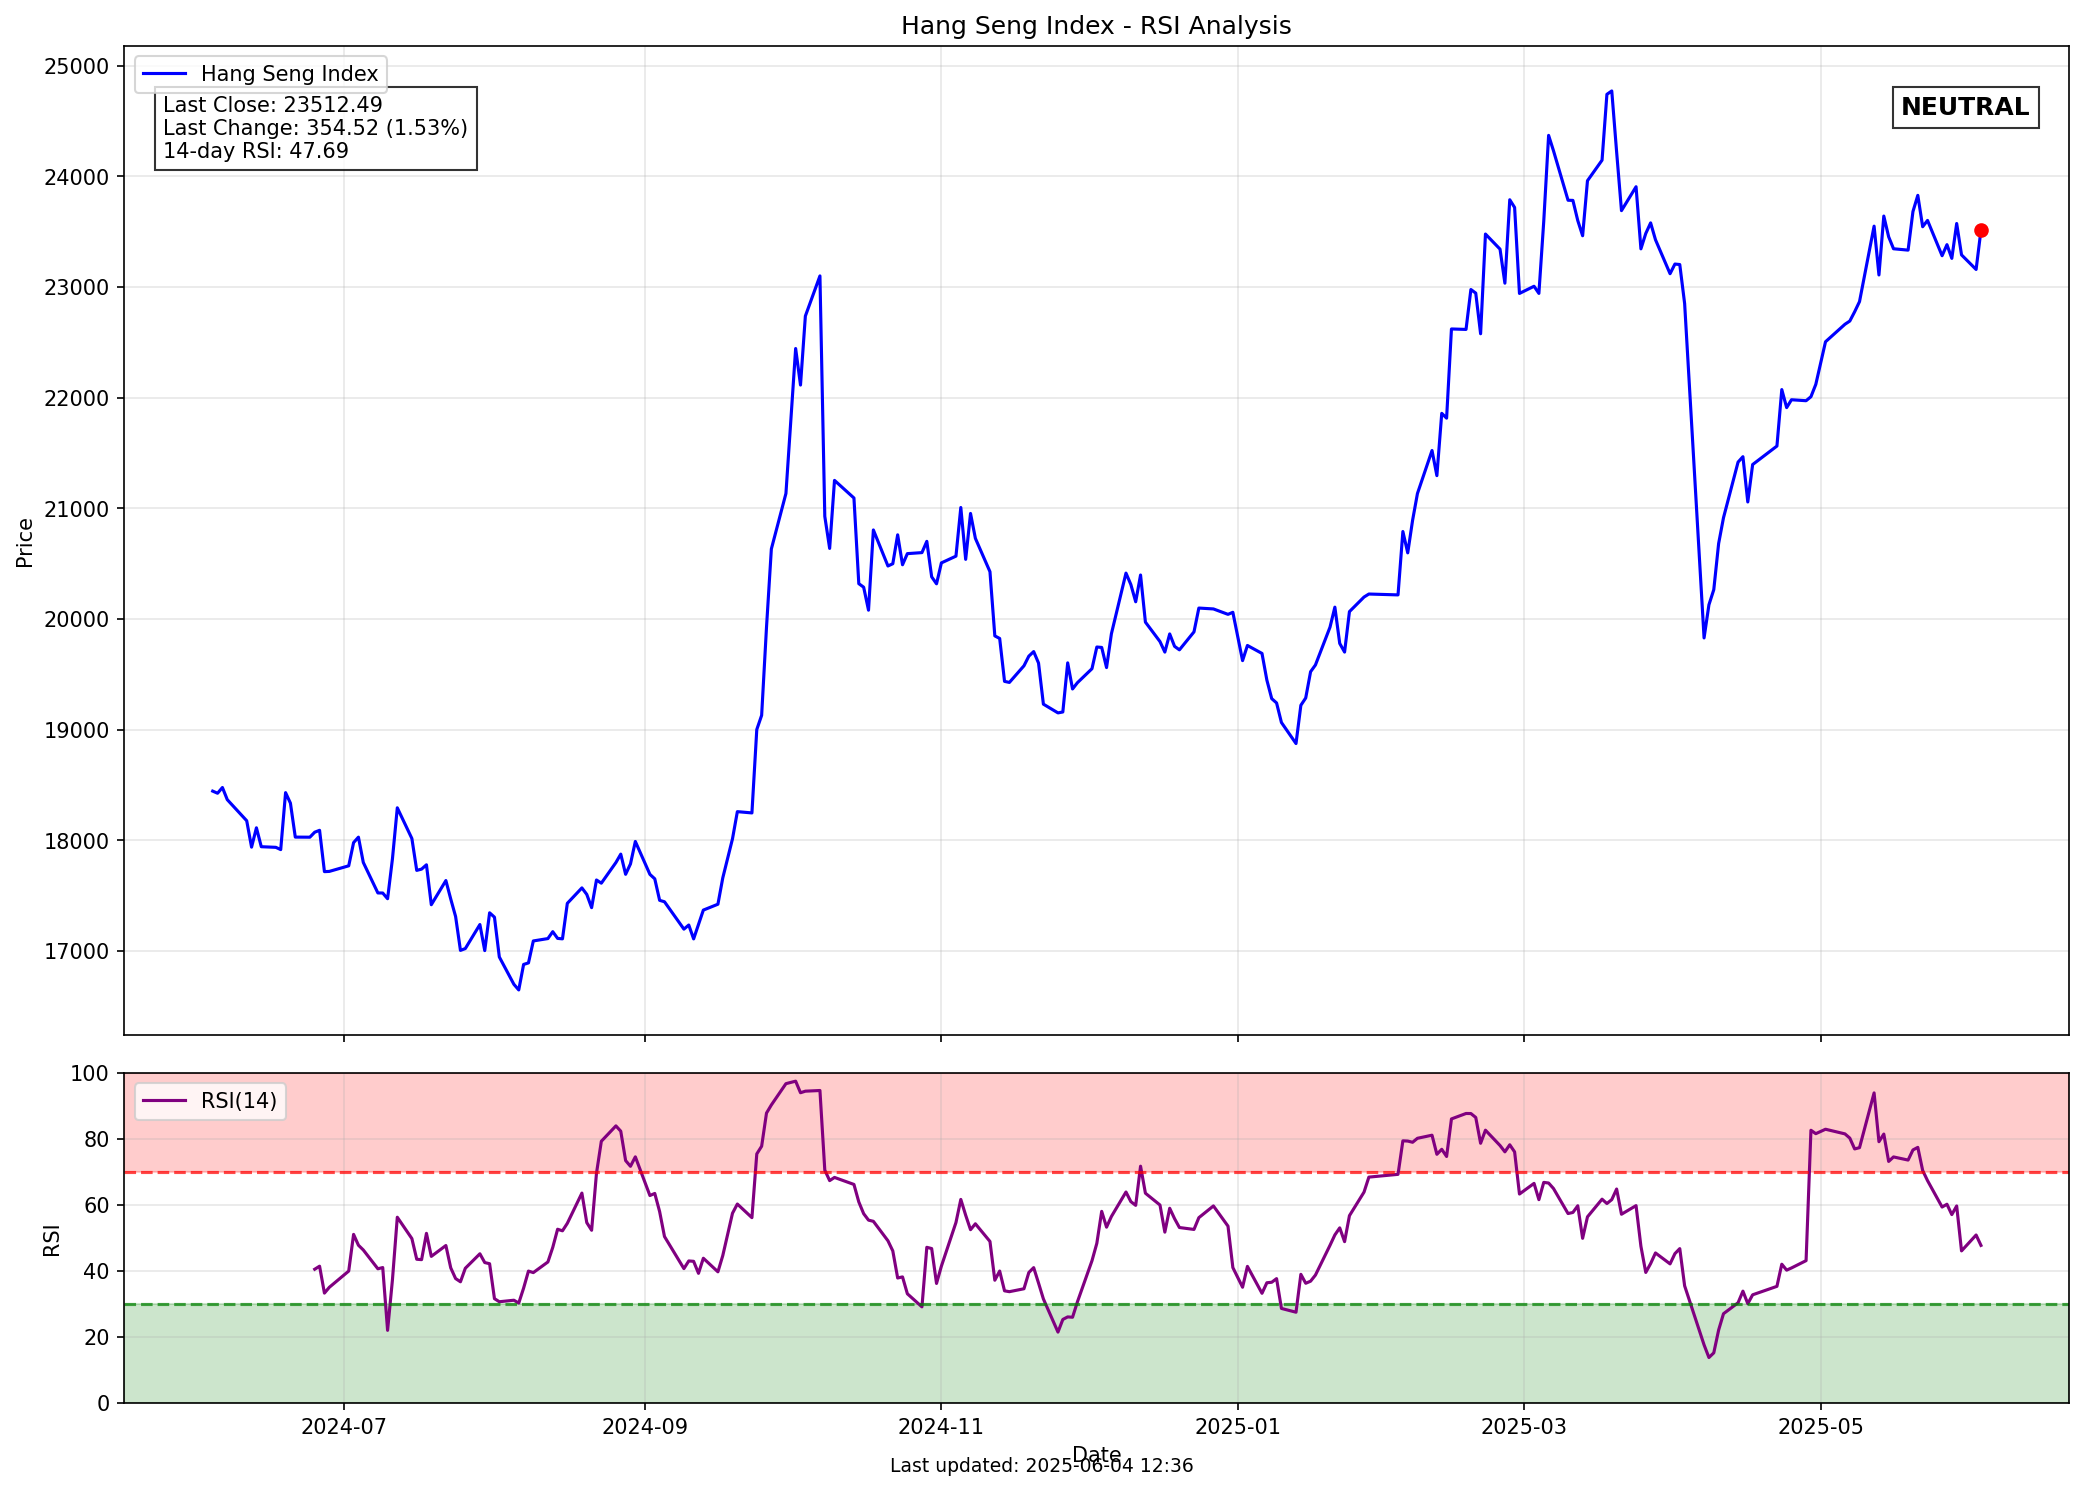 Hang Seng Index - RSI Analysis
Hang Seng Index
Last Close: 23512.49
Last Change: 354.52 (1.53%)
14-day RSI: 47.69
NEUTRAL
Price
25000
24000
23000
22000
21000
20000
19000
18000
17000
RSI(14)
RSI
100
80
60
40
20
0
2024-07
2024-09
2024-11
2025-01
2025-03
2025-05
Date
Last updated: 2025-06-04 12:36